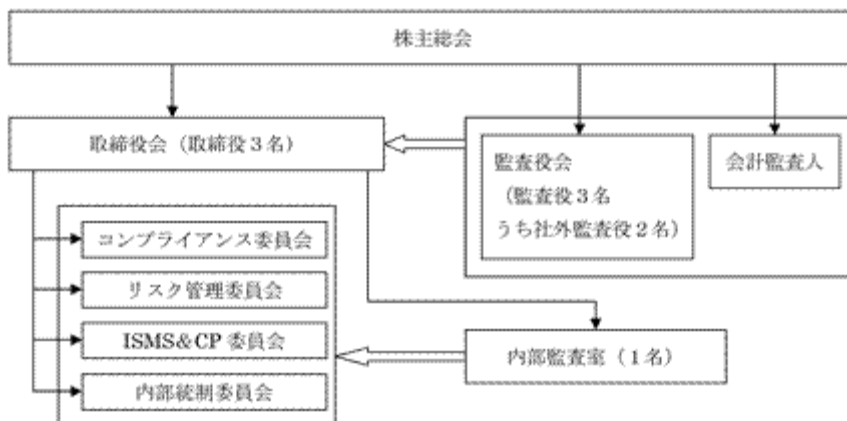 株主総会
取締役会（取締役３名）
監査役会
（監査役３名
うち社外監査役２名）
会計監査人
コンプライアンス委員会
リスク管理委員会
ISMS&CP 委員会
内部統制委員会
内部監査室（１名）